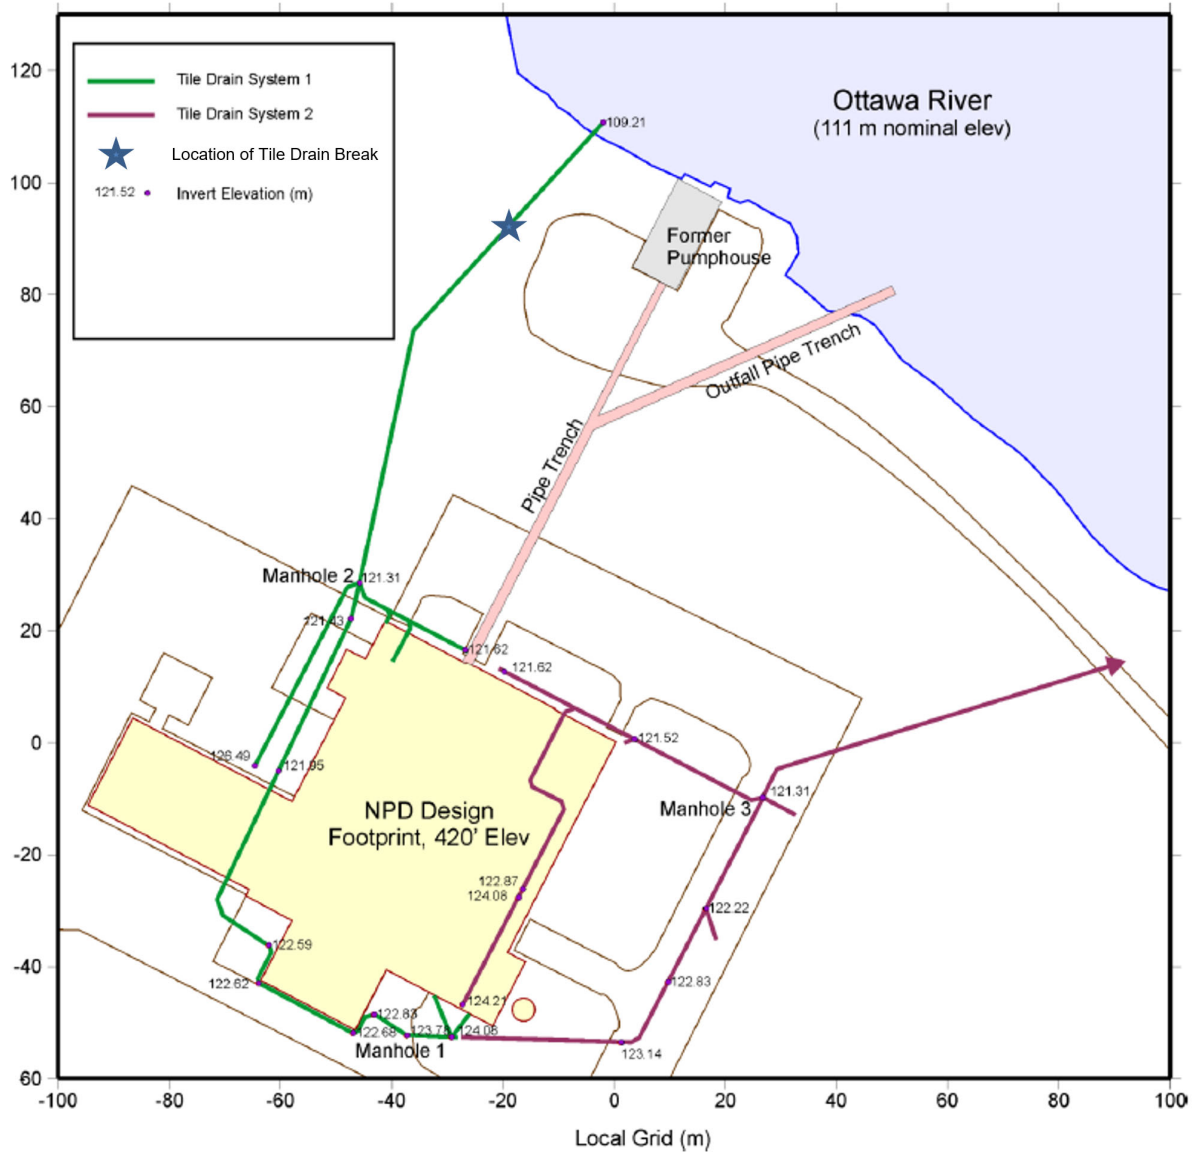 Tile Drain System 1
Tile Drain System 2
Location of Tile Drain Break
121.52
Invert Elevation (m)
Ottawa River
(111 m nominal elev)
109.21
Former
Pumphouse
Outfall Pipe Trench
Pipe Trench
Manhole 2
121.31
121.43
121.62
121.62
121.52
126.49
121.95
121.31
Manhole 3
NPD Design
Footprint, 420' Elev
122.87
124.08
122.22
122.59
122.62
122.83
124.21
122.83
122.68
123.78
124.08
Manhole 1
123.14
120
100
80
60
40
20
0
-20
-40
60
-100
-80
-60
-40
-20
0
20
40
60
80
100
Local Grid (m)